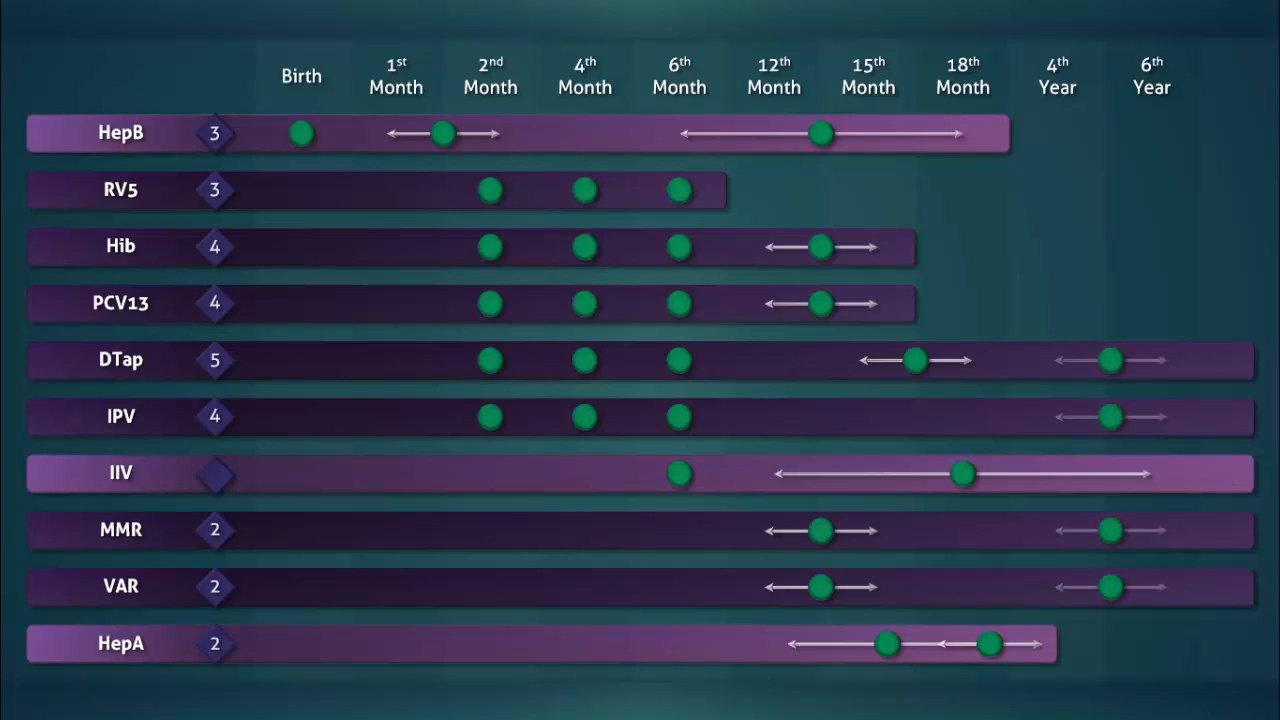 Birth
1st Month
2nd Month
4th Month
6th Month
12th Month
15th Month
18th Month
4th Year
6th Year
HepB 3
RV5 3
Hib 4
PCV13 4
DTap 5
IPV 4
IIV
MMR 2
VAR 2
HepA 2